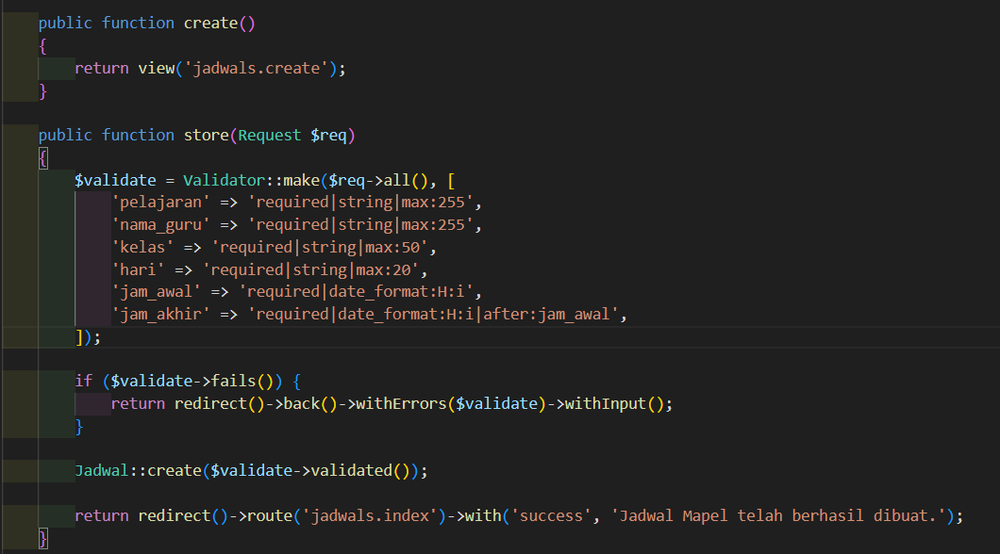 public function create()
{
return view('jadwals.create');
}
public function store(Request $req)
{
$validate = Validator::make($req->all(), [
'pelajaran' => 'required|string|max:255',
'nama_guru' => 'required|string|max:255',
'kelas' => 'required|string|max:50',
'hari' => 'required|string|max:20',
'jam_awal' => 'required|date_format:H:i',
'jam_akhir' => 'required|date_format:H:i|after:jam_awal',
]);
if ($validate->fails()) {
return redirect()->back()->withErrors($validate)->withInput();
}
Jadwal::create($validate->validated());
return redirect()->route('jadwals.index')->with('success', 'Jadwal Mapel telah berhasil dibuat.');
}